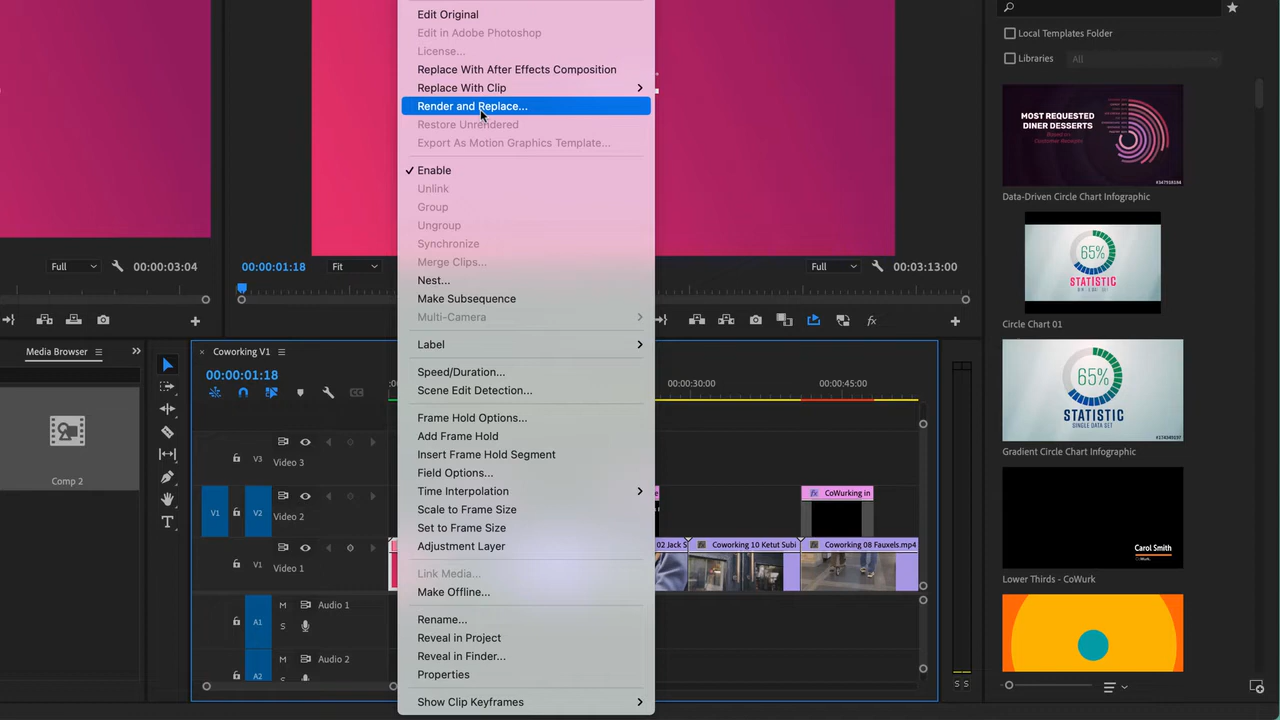 Edit Original
Edit in Adobe Photoshop
License...
Replace With After Effects Composition
Replace With Clip
Render and Replace...
Restore Unrendered
Export As Motion Graphics Template...
Enable
Unlink
Group
Ungroup
Synchronize
Merge Clips...
Nest...
Make Subsequence
Multi-Camera
Label
Speed/Duration...
Scene Edit Detection...
Frame Hold Options...
Add Frame Hold
Insert Frame Hold Segment
Field Options...
Time Interpolation
Scale to Frame Size
Set to Frame Size
Adjustment Layer
Link Media...
Make Offline...
Rename...
Reveal in Project
Reveal in Finder...
Properties
Show Clip Keyframes
Full
00:00:03:04
00:00:01:18
Fit
Full
00:03:13:00
fx
Media Browser
Comp 2
× Coworking V1
00:00:01:18
:00
00:00:30:00
00:00:45:00
V3
Video 3
V1
V2
Video 2
fx CoWurking in
V1
Video 1
02 Jack S
fx Coworking 10 Ketut Subi
fx Coworking 08 Fauxels.mp4
A1
M
S
Audio 1
A2
M
Audio 2
S S
Local Templates Folder
Libraries
All
MOST REQUESTED
DINER DESSERTS
#347518184
Data-Driven Circle Chart Infographic
65%
STATISTIC
Circle Chart 01
65%
STATISTIC
SINGLE DATA SET
Gradient Circle Chart Infographic
Carol Smith
Lower Thirds - CoWurk